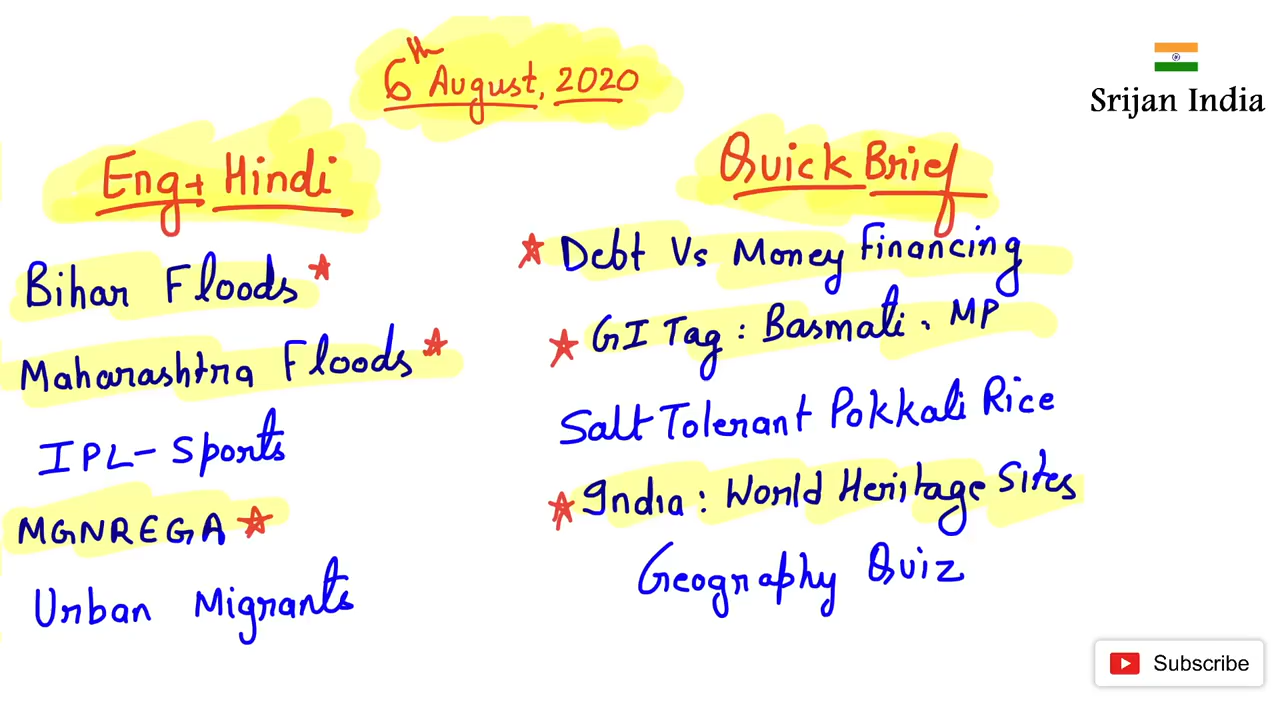 6th August, 2020
Srijan India
Eng+ Hindi
Bihar Floods
Maharashtra Floods
IPL- Sports
MGNREGA
Urban Migrants
Quick Brief
Debt Vs Money Financing
GI Tag: Basmati. MP
Salt Tolerant Pokkali Rice
India: World Heritage Sites
Geography Quiz
Subscribe